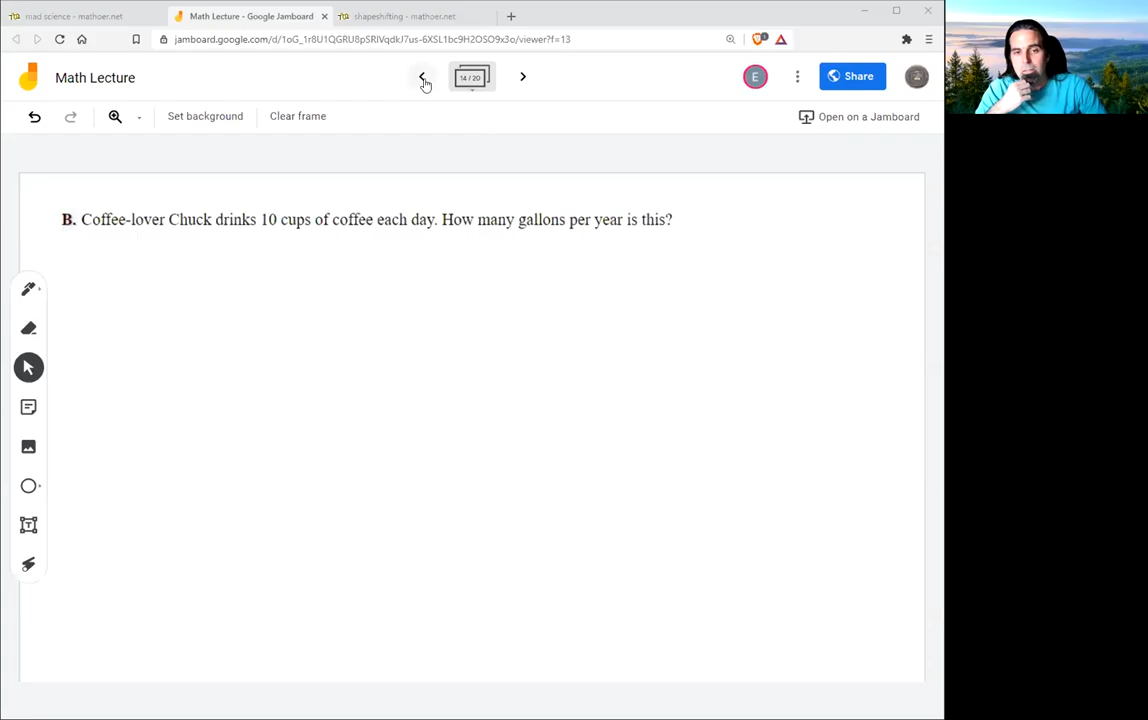 mad science - mathoer.net
Math Lecture - Google Jamboard
shapeshifting - mathoer.net
jamboard.google.com/d/1oG_1r8U1QGRU8pSRIVqdkJ7us-6XSL1bc9H2OSO9x3o/viewer?f=13
Math Lecture
14 / 20
E
Share
Set background
Clear frame
Open on a Jamboard
B. Coffee-lover Chuck drinks 10 cups of coffee each day. How many gallons per year is this?